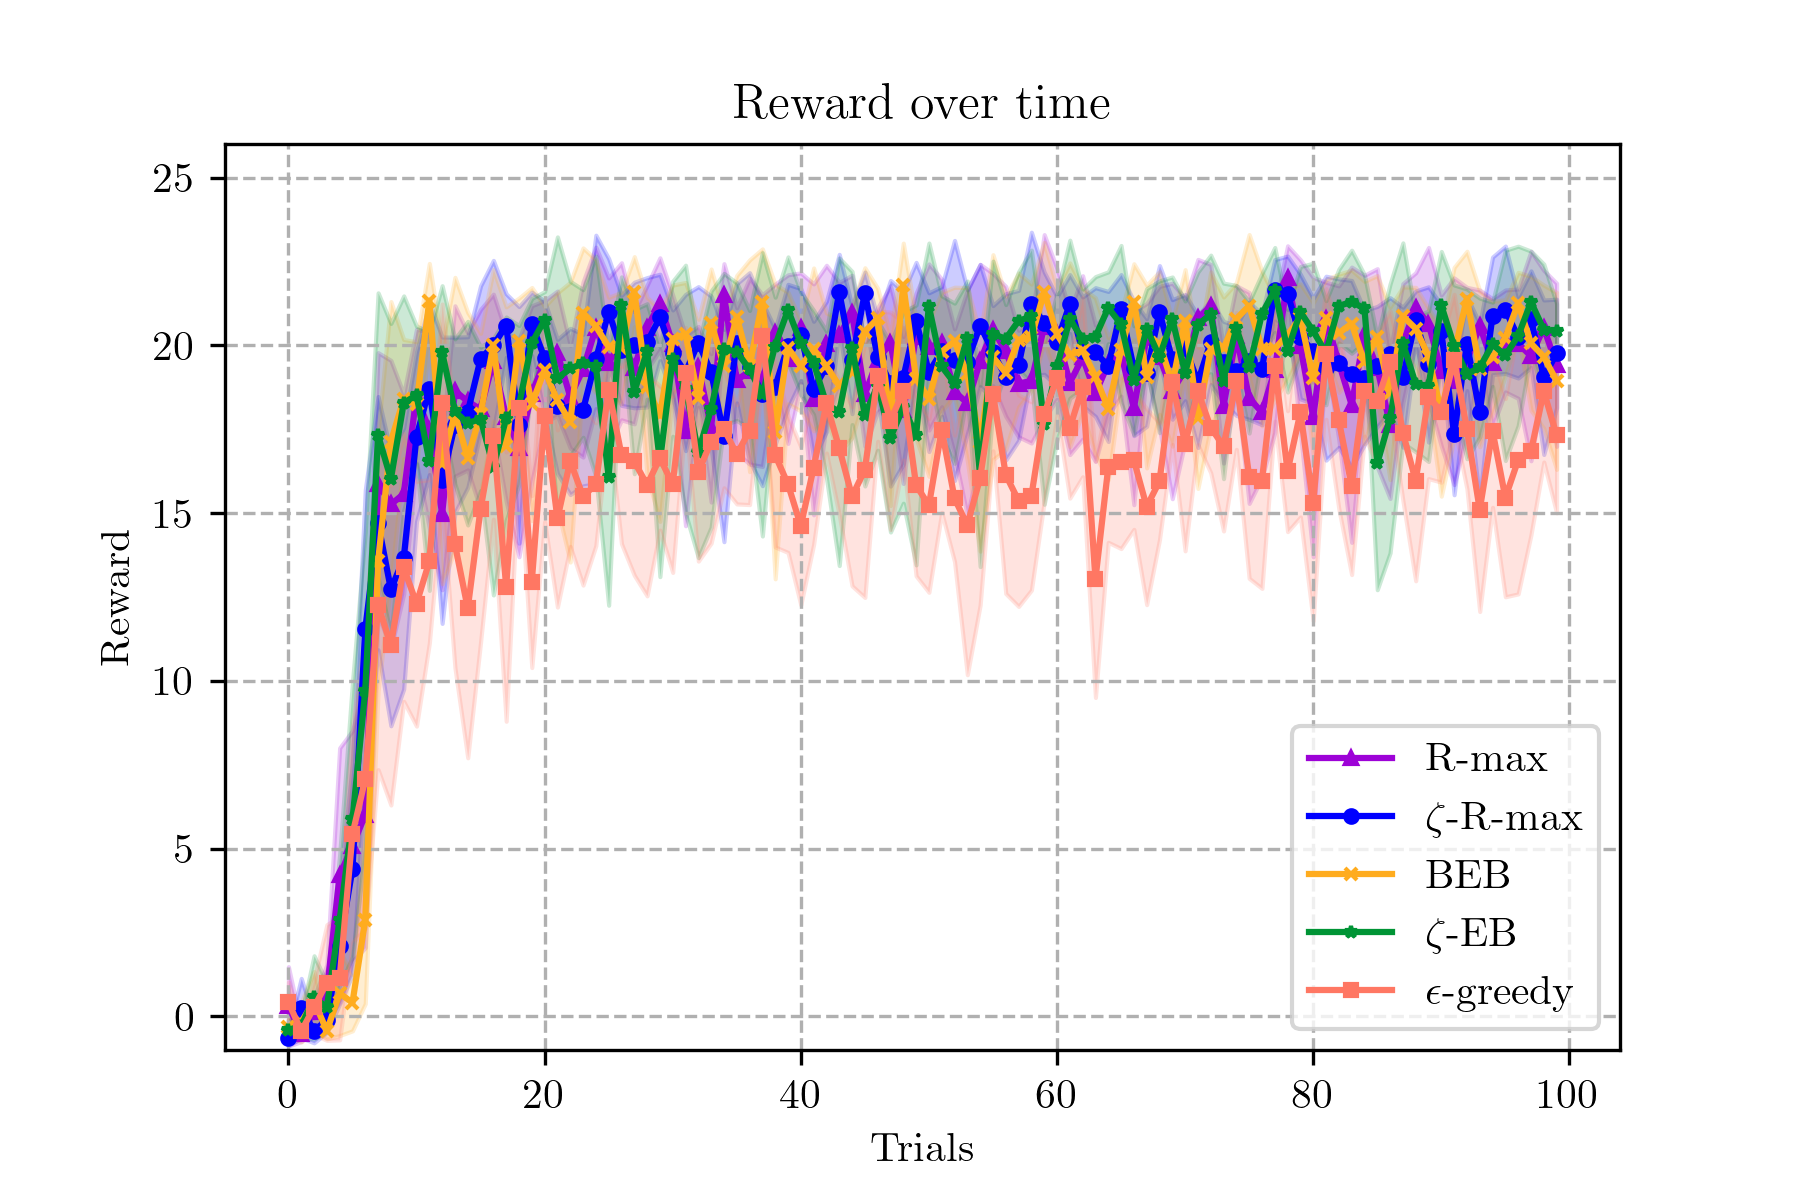 Reward over time
25
20
15
10
5
0
Reward
0 20 40 60 80 100
Trials
R-max
ζ-R-max
BEB
ζ-EB
ϵ-greedy